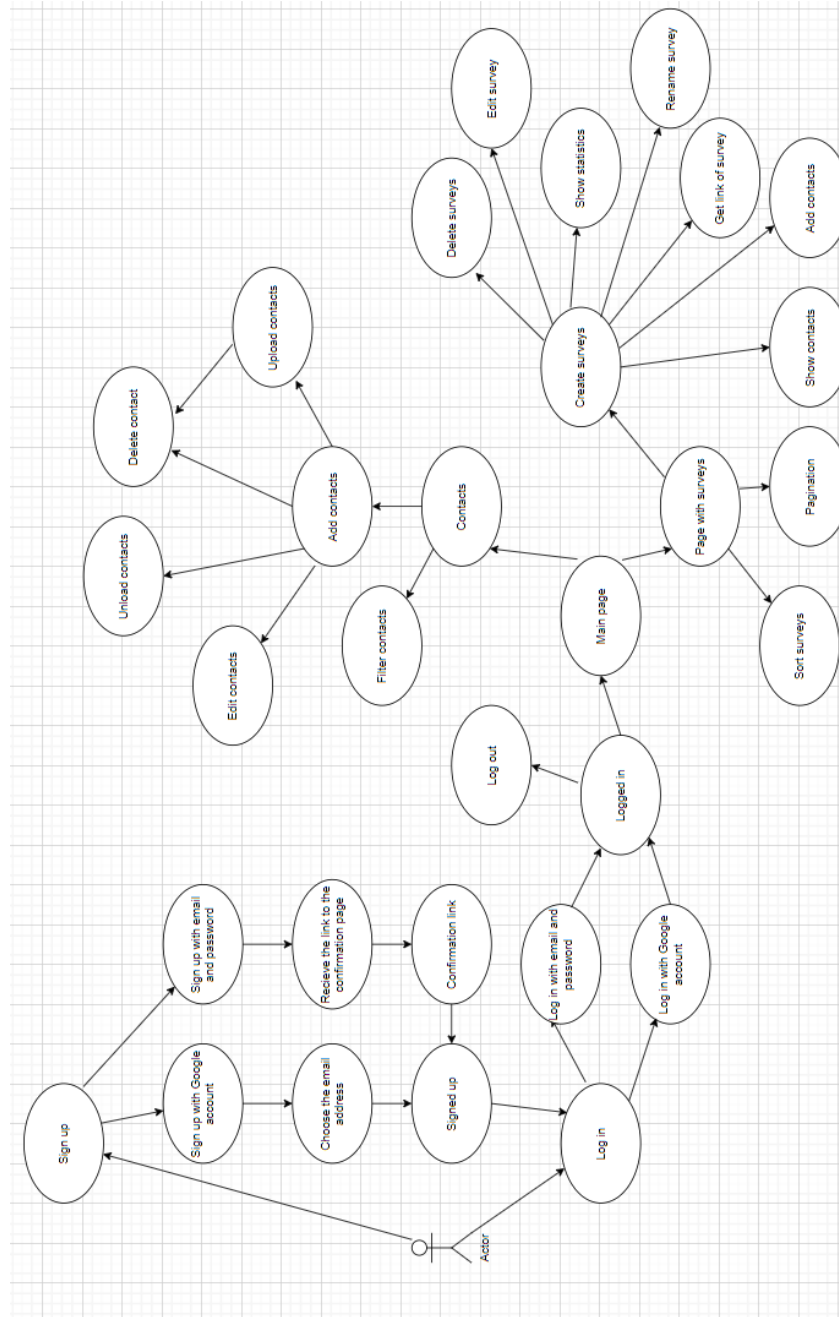 Sign up
Sign up with Google
account
Sign up with email
and password
Choose the email
address
Recieve the link to the
confirmation page
Signed up
Confirmation link
Actor
Log in
Log in with email and
password
Log in with Google
account
Logged in
Log out
Main page
Edit contacts
Unload contacts
Delete contact
Upload contacts
Add contacts
Filter contacts
Contacts
Page with surveys
Sort surveys
Pagination
Create surveys
Delete surveys
Edit survey
Show statistics
Rename survey
Get link of survey
Add contacts
Show contacts